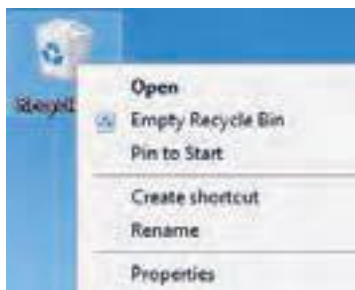 Open
Empty Recycle Bin
Pin to Start
Create shortcut
Rename
Properties